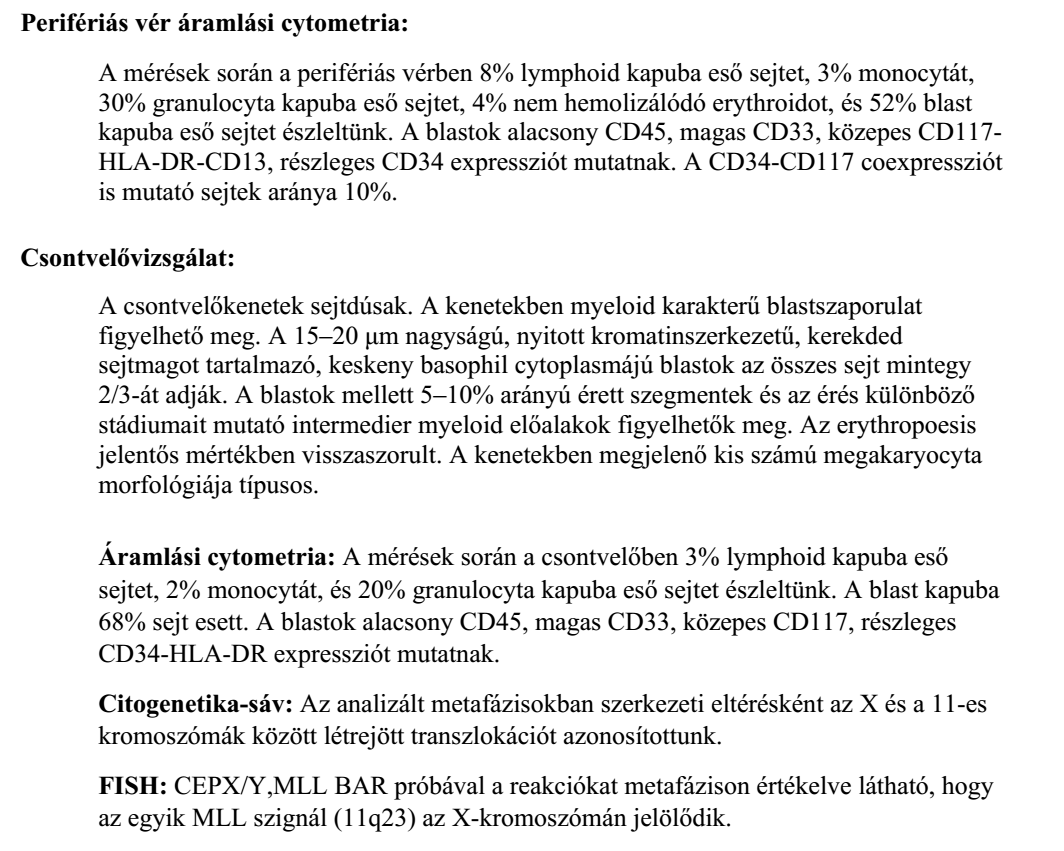 Perifériás vér áramlási cytometria:
A mérések során a perifériás vérben 8% lymphoid kapuba eső sejtet, 3% monocytát,
30% granulocyta kapuba eső sejtet, 4% nem hemolizálódó erythroidot, és 52% blast
kapuba eső sejtet észleltünk. A blastok alacsony CD45, magas CD33, közepes CD117-
HLA-DR-CD13, részleges CD34 expressziót mutatnak. A CD34-CD117 coexpressziót
is mutató sejtek aránya 10%.
Csontvelővizsgálat:
A csontvelőkenetek sejtdúsak. A kenetekben myeloid karakterű blastszaporulat
figyelhető meg. A 15–20 μm nagyságú, nyitott kromatinszerkezetű, kerekded
sejtmagot tartalmazó, keskeny basophil cytoplasmájú blastok az összes sejt mintegy
2/3-át adják. A blastok mellett 5–10% arányú érett szegmentek és az érés különböző
stádiumait mutató intermedier myeloid előalakok figyelhetők meg. Az erythropoesis
jelentős mértékben visszaszorult. A kenetekben megjelenő kis számú megakaryocyta
morfológiája típusos.
Áramlási cytometria: A mérések során a csontvelőben 3% lymphoid kapuba eső
sejtet, 2% monocytát, és 20% granulocyta kapuba eső sejtet észleltünk. A blast kapuba
68% sejt esett. A blastok alacsony CD45, magas CD33, közepes CD117, részleges
CD34-HLA-DR expressziót mutatnak.
Citogenetika-sáv: Az analizált metafázisokban szerkezeti eltérésként az X és a 11-es
kromoszómák között létrejött transzlokációt azonosítottunk.
FISH: CEPX/Y,MLL BAR próbával a reakciókat metafázison értékelve látható, hogy
az egyik MLL szignál (11q23) az X-kromoszómán jelölődik.